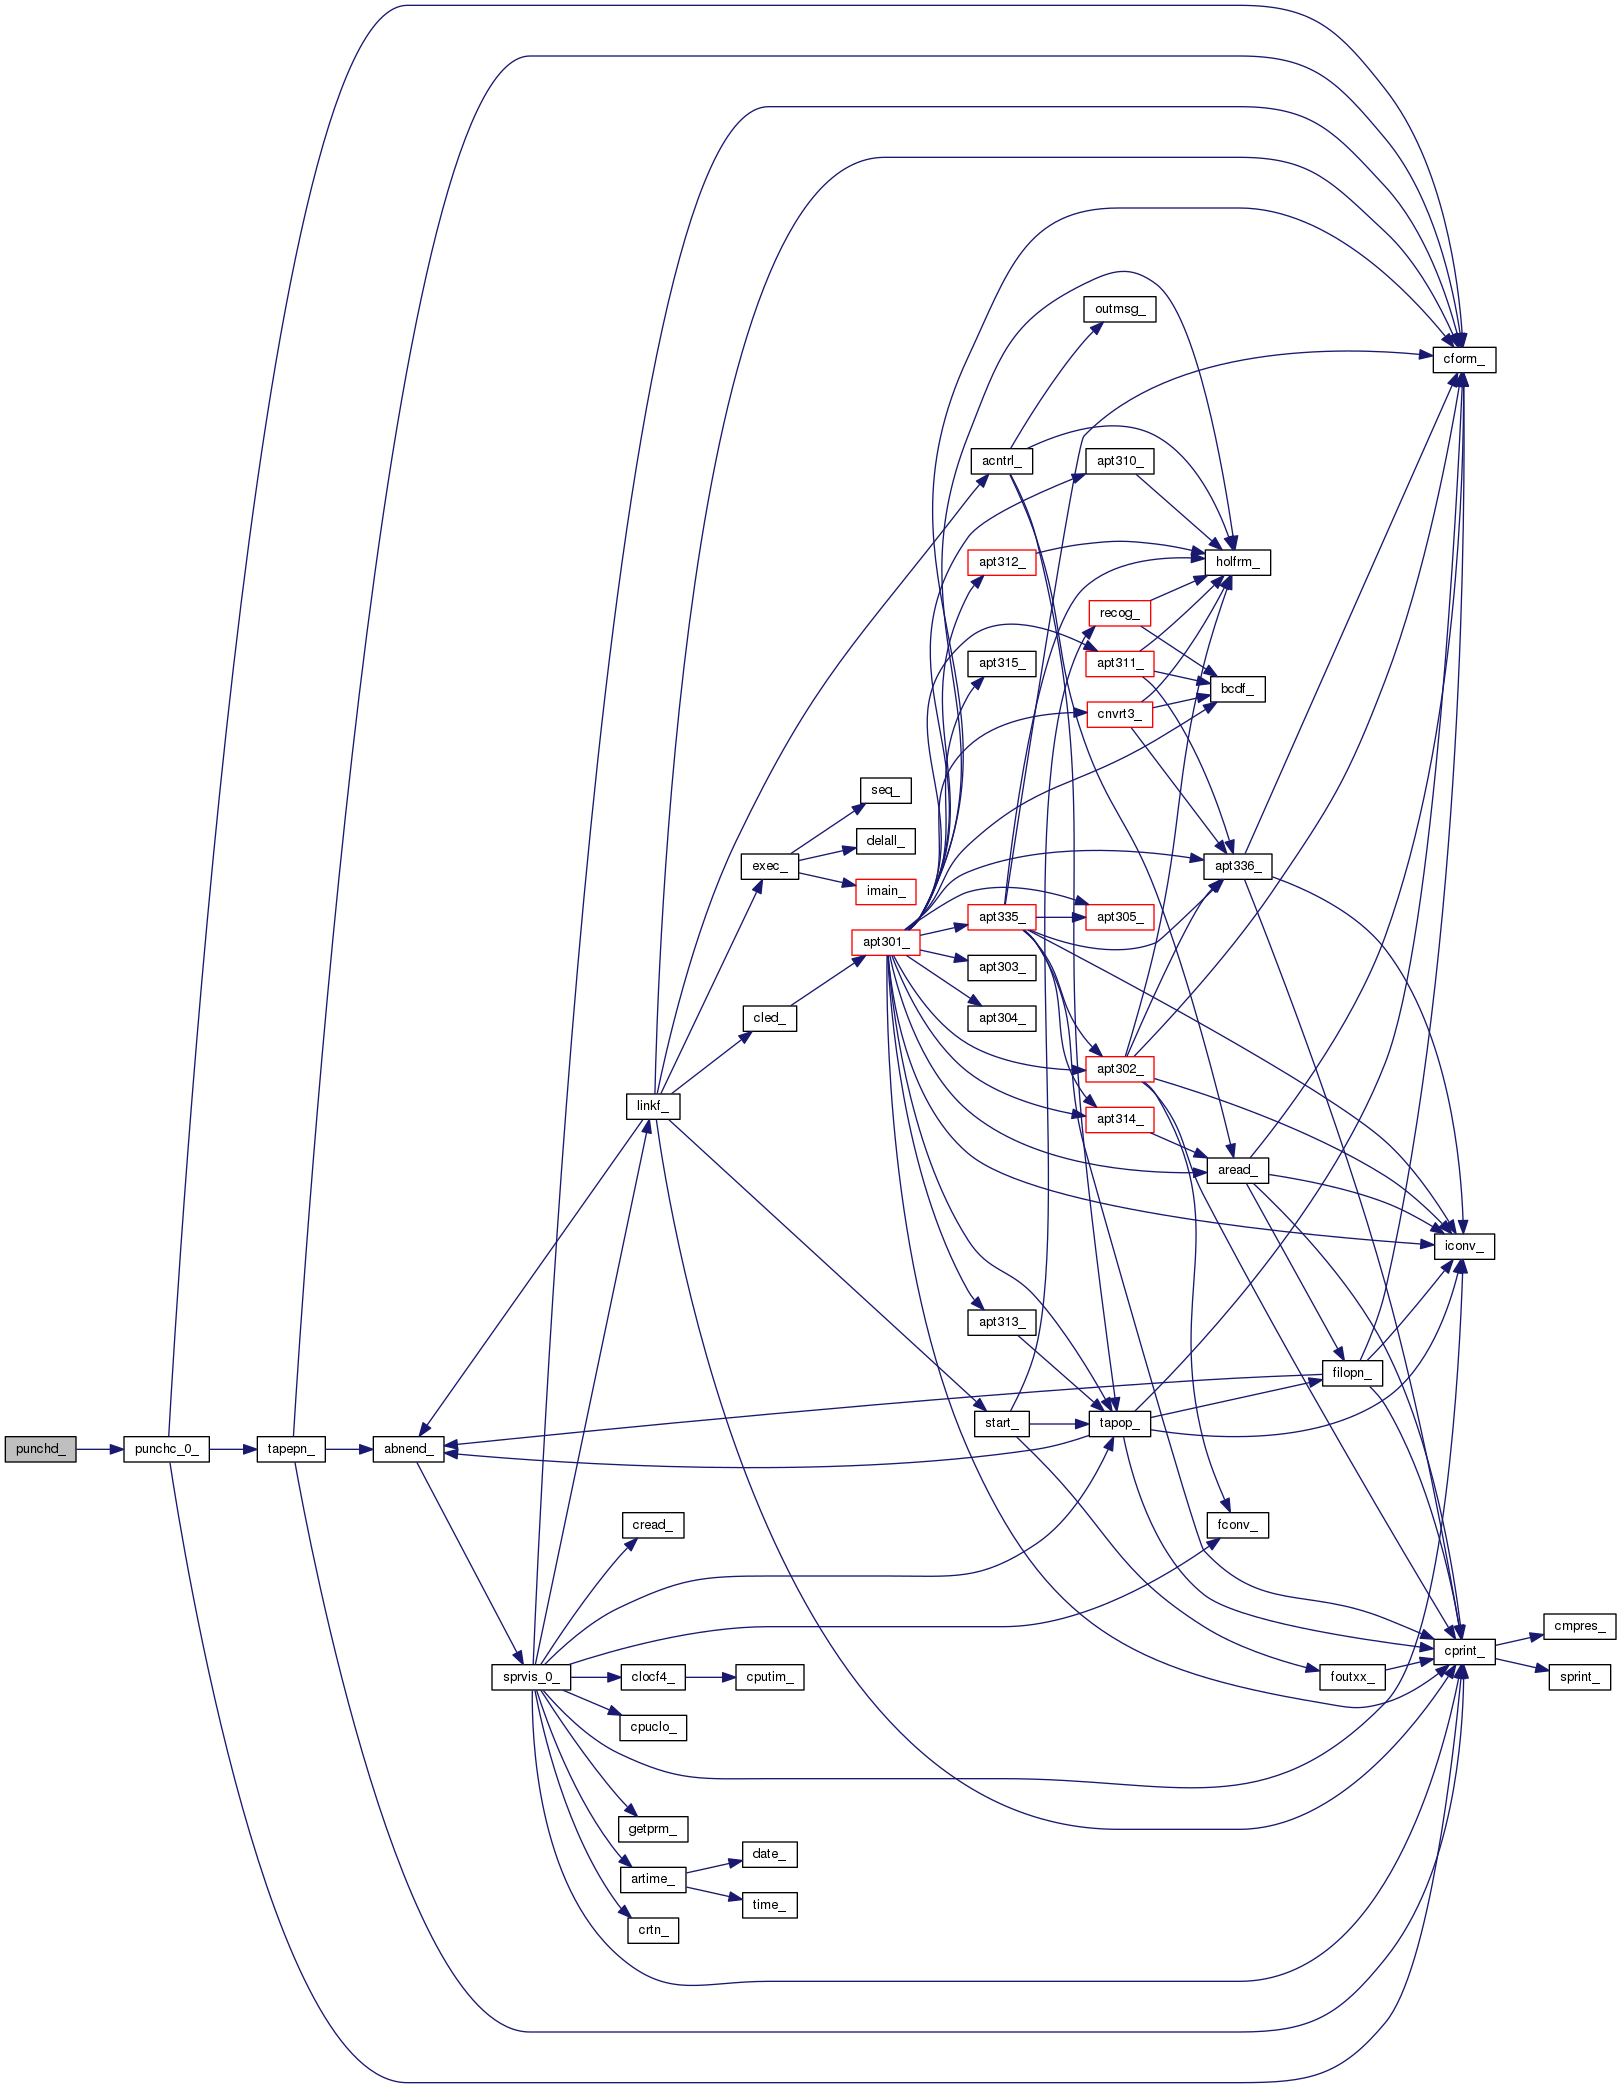 outmsg_
cform_
acntrl_
apt310_
apt312_
holfrm_
recog_
apt315_
apt311_
bcdf_
cnvrt3_
seq_
delall_
exec_
apt336_
imain_
apt335_
apt305_
apt301_
apt303_
cled_
apt304_
apt302_
linkf_
apt314_
aread_
iconv_
apt313_
filopn_
start_
tapop_
punchd_
punchc_0_
tapepn_
abnend_
cread_
fconv_
cmpres_
cprint_
sprvis_0_
clocf4_
cputim_
foutxx_
sprint_
cpuclo_
getprm_
date_
artime_
time_
crtn_